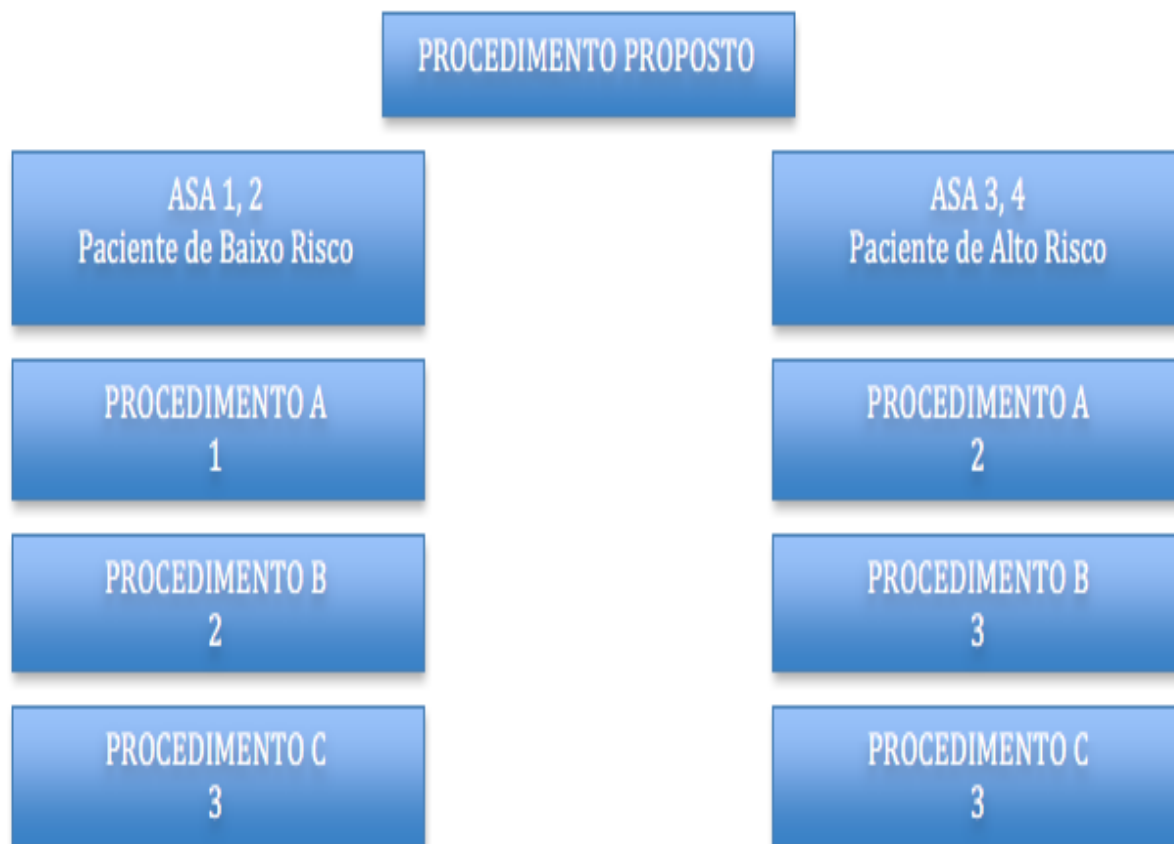 PROCEDIMENTO PROPOSTO
ASA 1, 2
Paciente de Baixo Risco
PROCEDIMENTO A
1
PROCEDIMENTO B
2
PROCEDIMENTO C
3
ASA 3, 4
Paciente de Alto Risco
PROCEDIMENTO A
2
PROCEDIMENTO B
3
PROCEDIMENTO C
3